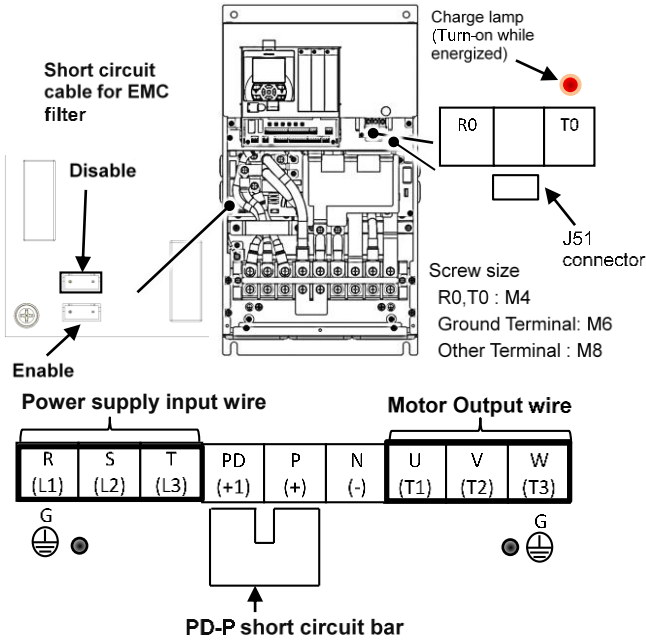 Charge lamp
(Turn-on while
energized)
Short circuit
cable for EMC
filter
R0
T0
Disable
J51
connector
Screw size
R0,T0 : M4
Ground Terminal: M6
Other Terminal : M8
Enable
Power supply input wire
Motor Output wire
R S T PD P N U V W
(L1) (L2) (L3) (+1) (+) (-) (T1) (T2) (T3)
G
G
PD-P short circuit bar